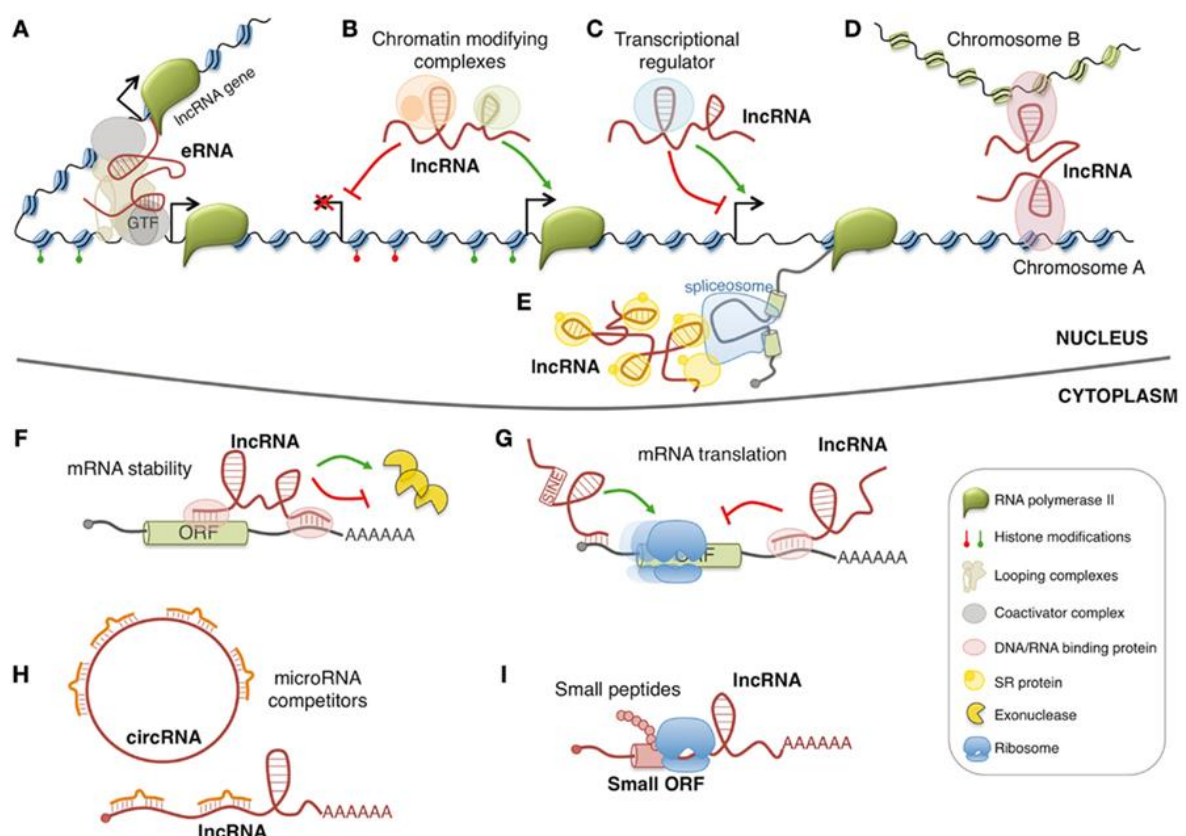 A
lncRNA gene
eRNA
GTF
B
Chromatin modifying
complexes
lncRNA
C
Transcriptional
regulator
lncRNA
D
Chromosome B
lncRNA
Chromosome A
E
spliceosome
lncRNA
NUCLEUS
CYTOPLASM
F
lncRNA
mRNA stability
ORF
AAAAAA
G
mRNA translation
lncRNA
SINE
ORF
AAAAAA
H
microRNA
competitors
circRNA
AAAAAA
lncRNA
I
Small peptides
lncRNA
AAAAAA
Small ORF
RNA polymerase II
Histone modifications
Looping complexes
Coactivator complex
DNA/RNA binding protein
SR protein
Exonuclease
Ribosome